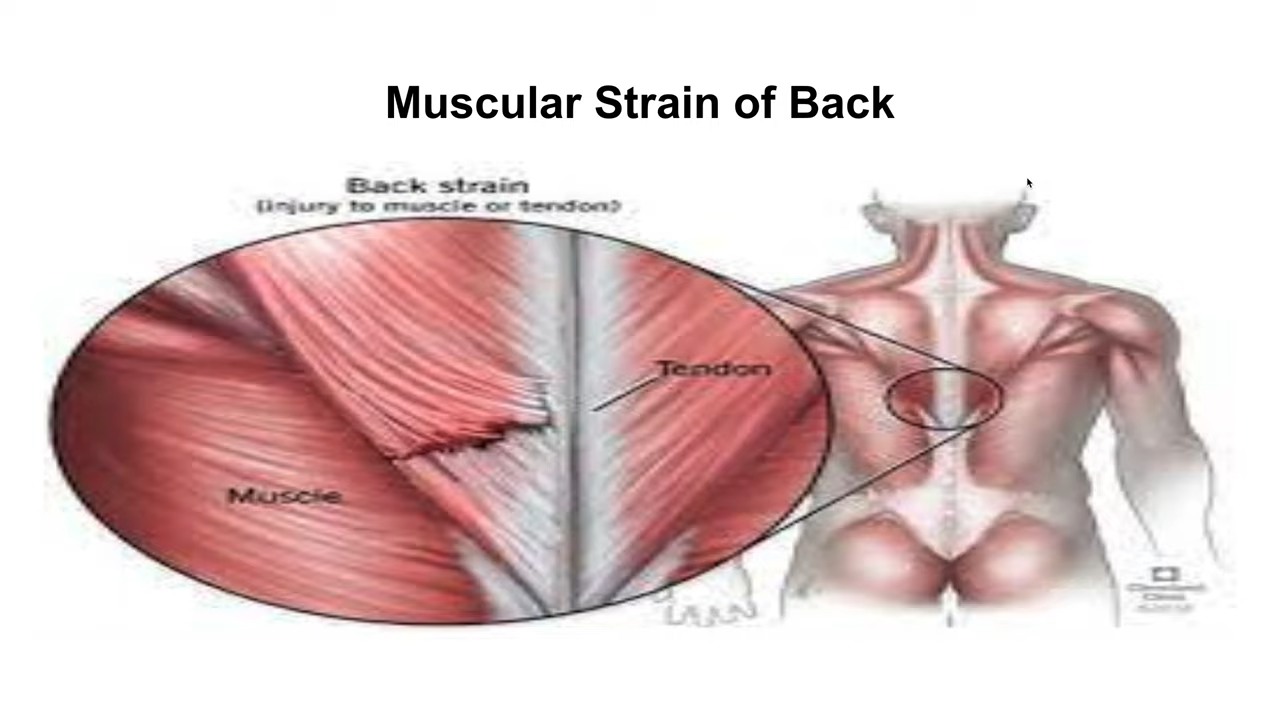 Muscular Strain of Back
Back strain
(injury to muscle or tendon)
Tendon
Muscle